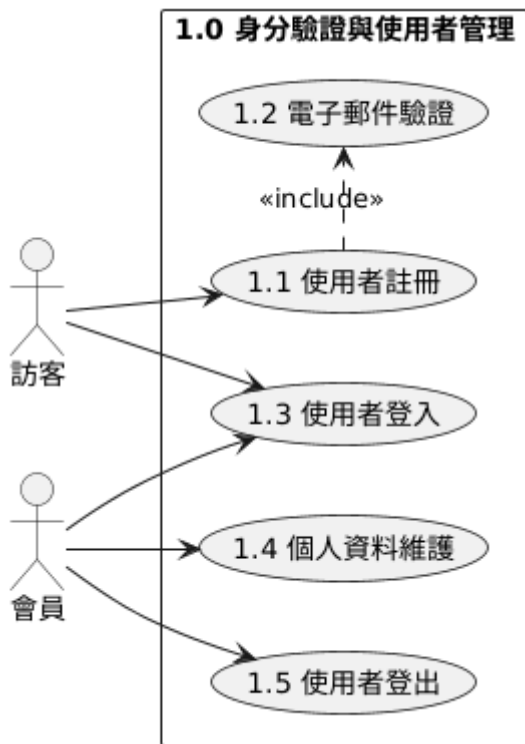 1.0 身分驗證與使用者管理
1.2 電子郵件驗證
«include»
1.1 使用者註冊
訪客
1.3 使用者登入
會員
1.4 個人資料維護
1.5 使用者登出